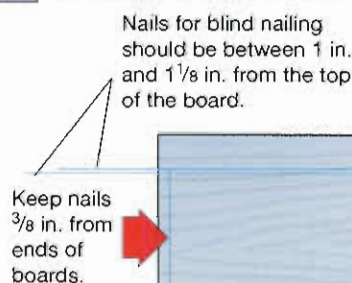 Nails for blind nailing
should be between 1 in.
and 1 1/8 in. from the top
of the board.
Keep nails
3/8 in. from
ends of
boards.